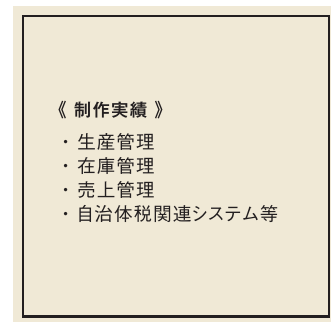 《 制作実績 》
・ 生産管理
・ 在庫管理
・ 売上管理
・ 自治体税関連システム等